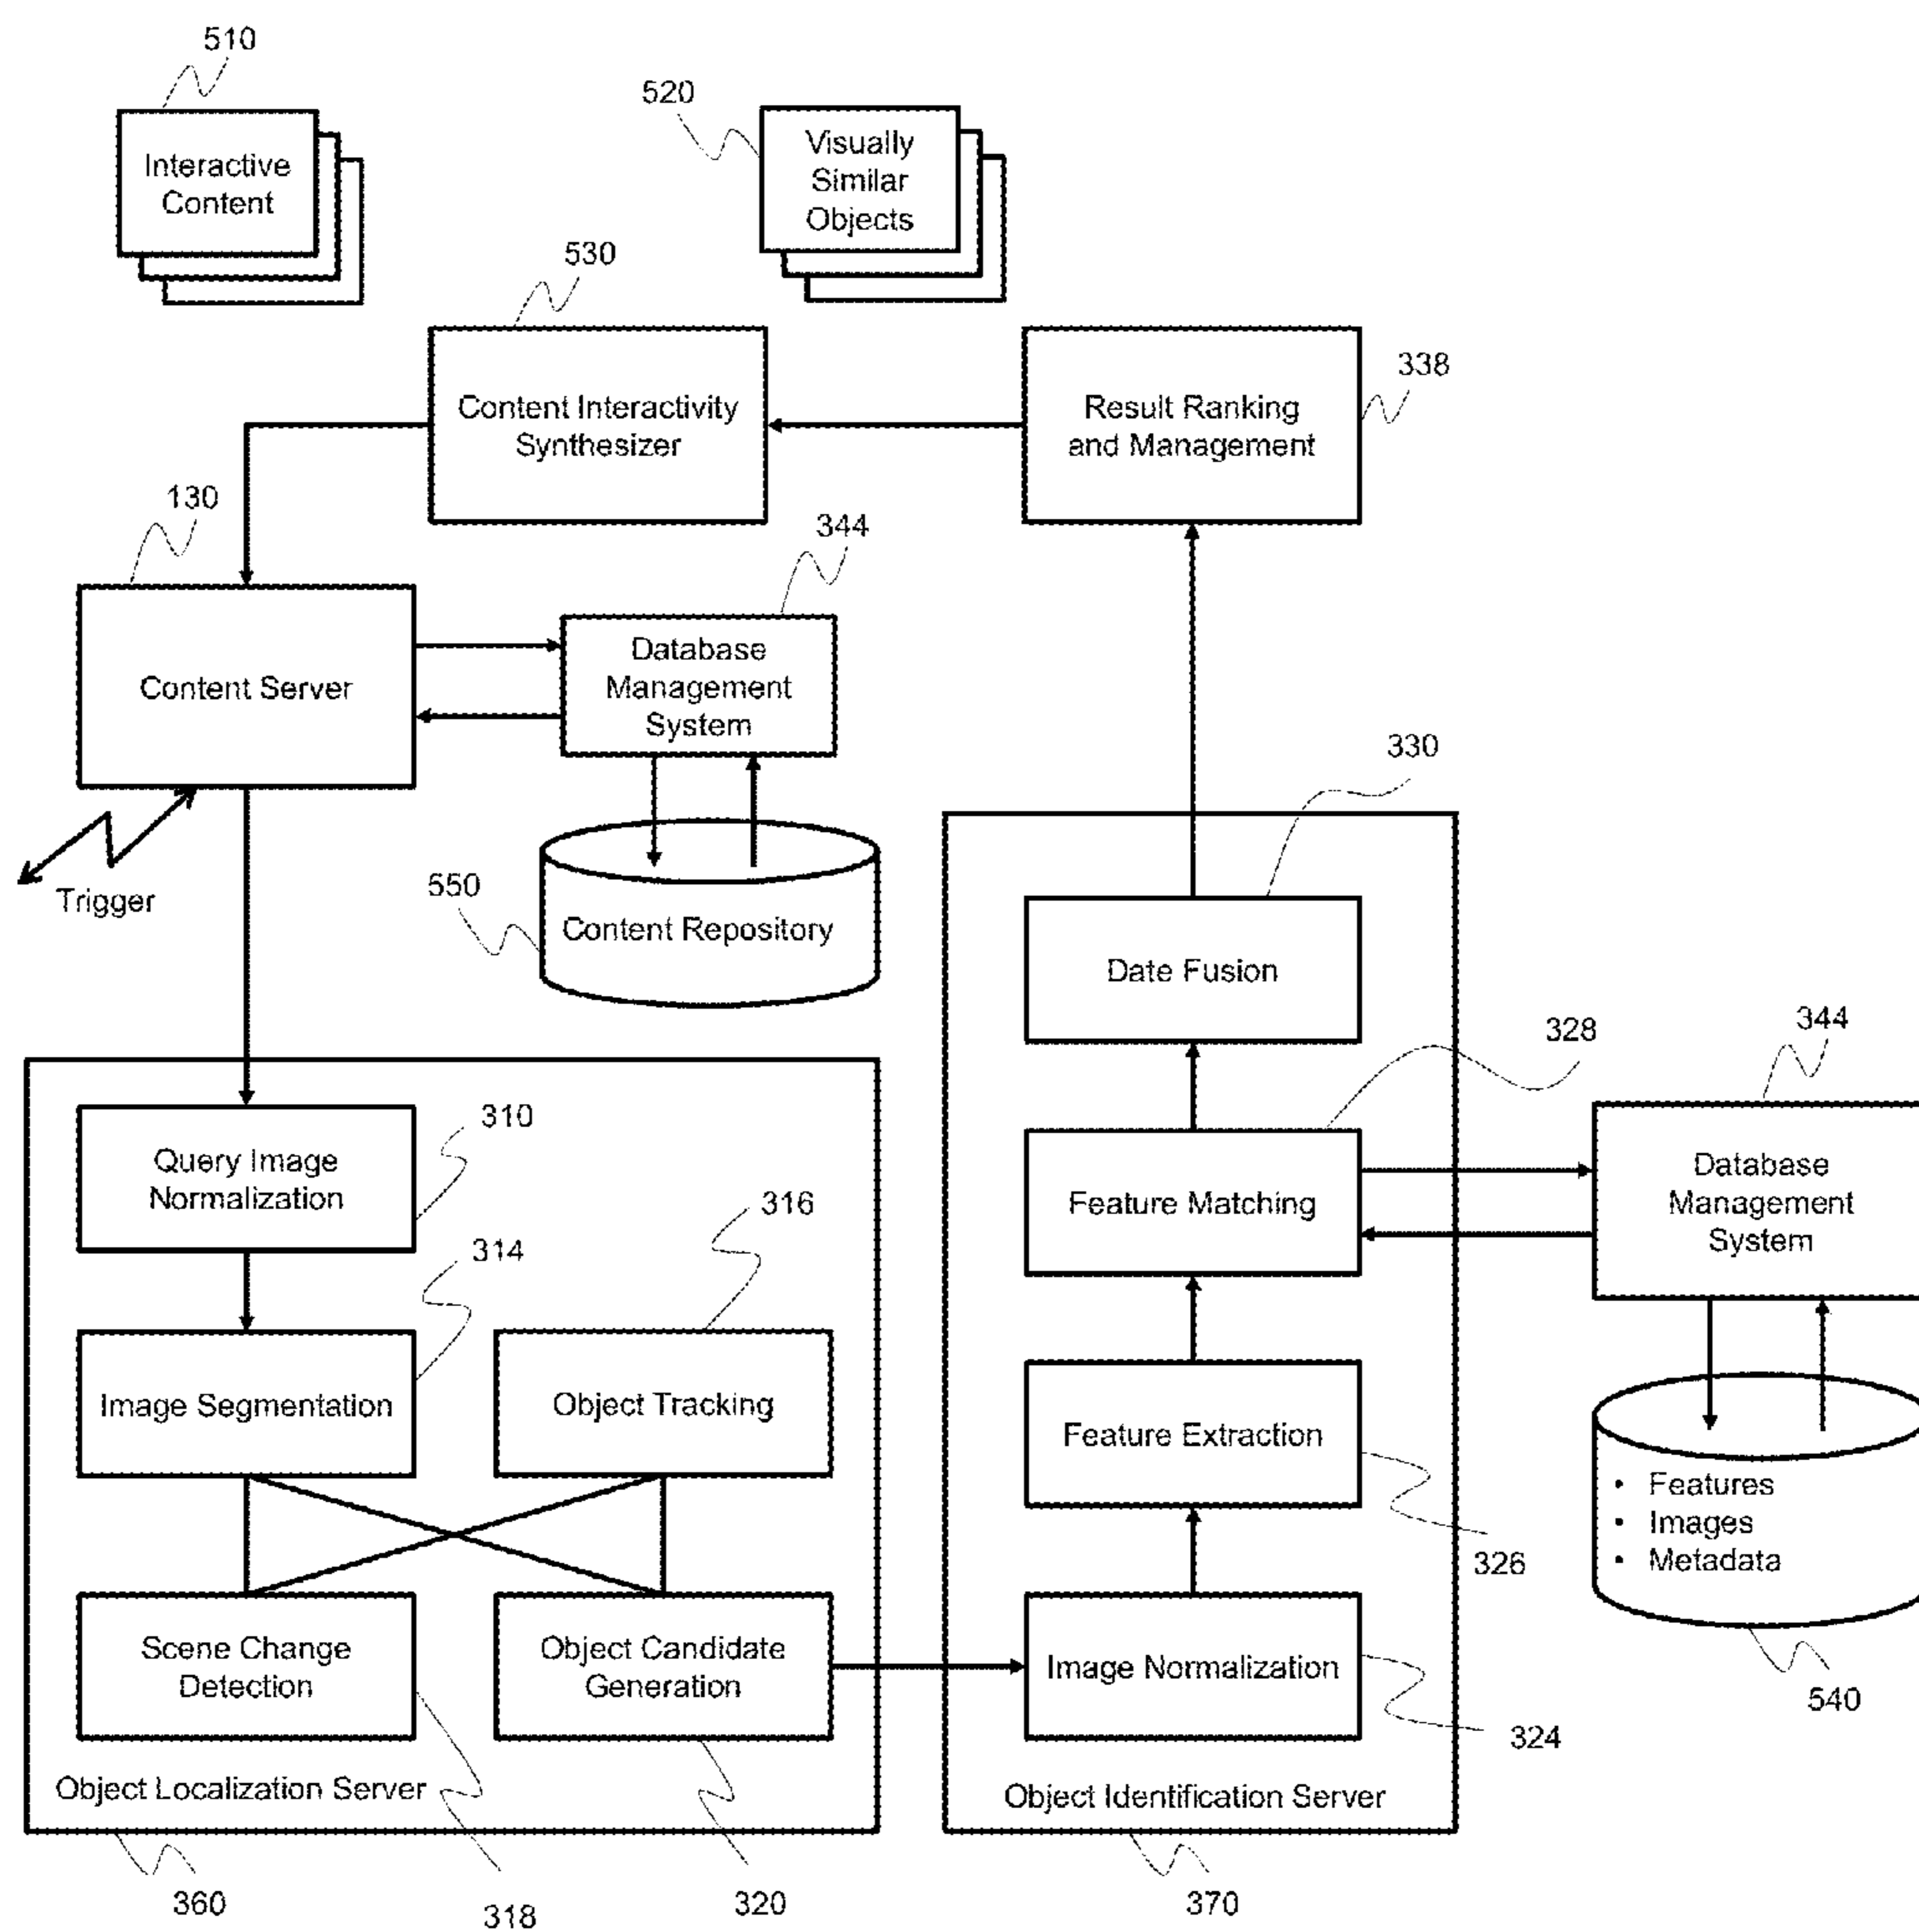 510
Interactive
Content
520
Visually
Similar
Objects
530
Content Interactivity
Synthesizer
338
Result Ranking
and Management
130
Content Server
344
Database
Management
System
Trigger
550
Content Repository
330
Date Fusion
328
Feature Matching
344
Database
Management
System
310
Query Image
Normalization
316
314
Image Segmentation
Object Tracking
Feature Extraction
326
• Features
• Images
• Metadata
540
Scene Change
Detection
Object Candidate
Generation
Image Normalization
324
Object Localization Server
Object Identification Server
360
318
320
370